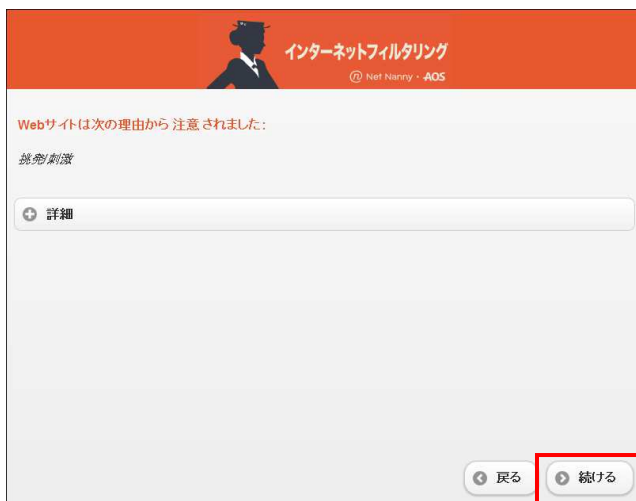 インターネットフィルタリング
n Net Nanny・AOS
Webサイトは次の理由から 注意 されました:
挑発/刺激
詳細
戻る
続ける